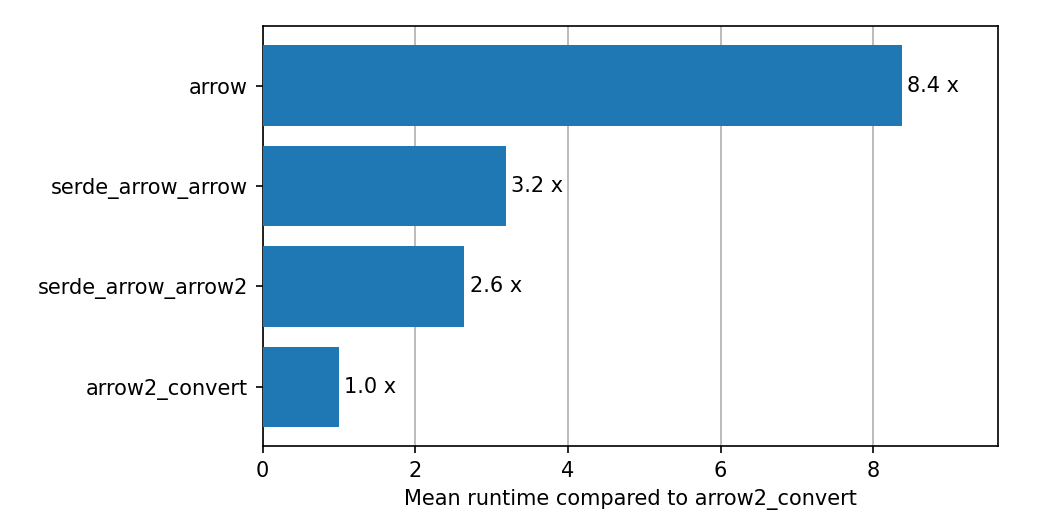 arrow
8.4 x
serde_arrow_arrow
3.2 x
serde_arrow_arrow2
2.6 x
arrow2_convert
1.0 x
0 2 4 6 8
Mean runtime compared to arrow2_convert